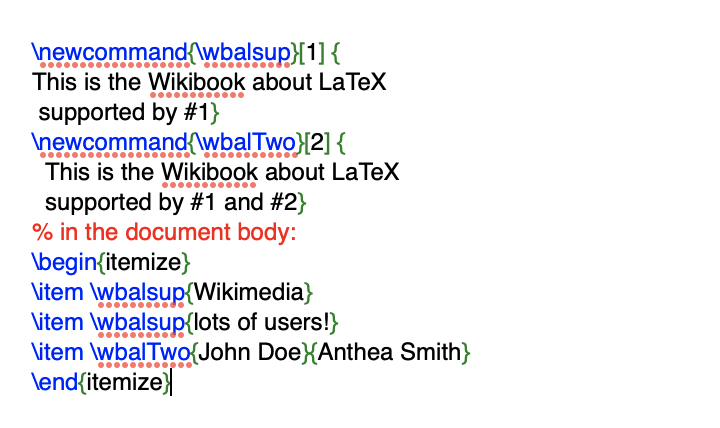 \newcommand{\wbalsup}[1] {
This is the Wikibook about LaTeX
 supported by #1}
\newcommand{\wbalTwo}[2] {
  This is the Wikibook about LaTeX
  supported by #1 and #2}
% in the document body:
\begin{itemize}
\item \wbalsup{Wikimedia}
\item \wbalsup{lots of users!}
\item \wbalTwo{John Doe}{Anthea Smith}
\end{itemize}